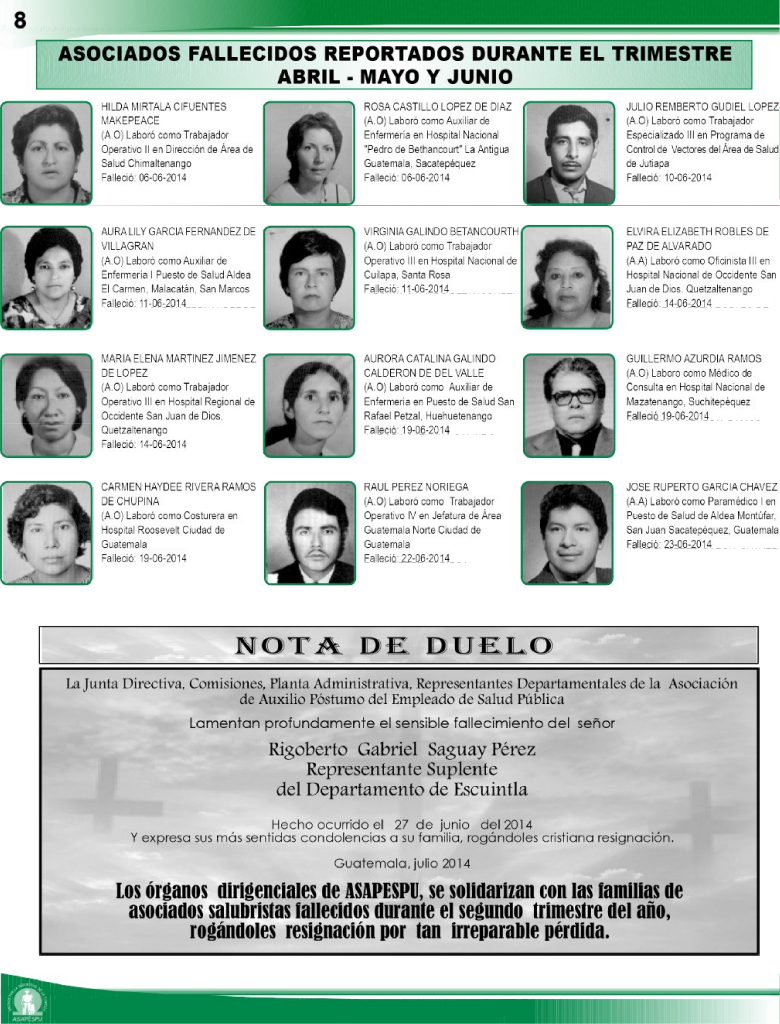 8
ASOCIADOS FALLECIDOS REPORTADOS DURANTE EL TRIMESTRE
ABRIL - MAYO Y JUNIO
HILDA MIRTALA CIFUENTES
MAKEPEACE
(A.O) Laboró como Trabajador
Operativo II en Dirección de Área de
Salud Chimaltenango
Falleció: 06-06-2014
ROSA CASTILLO LOPEZ DE DIAZ
(A.O) Laboró como Auxiliar de
Enfermería en Hospital Nacional
"Pedro de Bethancourt" La Antigua
Guatemala, Sacatepéquez
Falleció: 06-06-2014
JULIO REMBERTO GUDIEL LOPEZ
(A.O) Laboró como Trabajador
Especializado III en Programa de
Control de Vectores del Área de Salud
de Jutiapa
Falleció: 10-06-2014
AURA LILY GARCIA FERNANDEZ DE
VILLAGRAN
(A.O) Laboró como Auxiliar de
Enfermería I Puesto de Salud Aldea
El Carmen, Malacatán, San Marcos
Falleció: 11-06-2014
VIRGINIA GALINDO BETANCOURTH
(A.O) Laboró como Trabajador
Operativo III en Hospital Nacional de
Cuilapa, Santa Rosa
Falleció: 11-06-2014
ELVIRA ELIZABETH ROBLES DE
PAZ DE ALVARADO
(A.A) Laboro como Oficinista III en
Hospital Nacional de Occidente San
Juan de Dios. Quetzaltenango
Falleció: 14-06-2014
MARIA ELENA MARTINEZ JIMENEZ
DE LOPEZ
(A.O) Laboró como Trabajador
Operativo III en Hospital Regional de
Occidente San Juan de Dios,
Quetzaltenango
Falleció: 14-06-2014
AURORA CATALINA GALINDO
CALDERON DE DEL VALLE
(A.O) Laboró como Auxiliar de
Enfermeria en Puesto de Salud San
Rafael Petzal, Huehuetenango
Falleció: 19-06-2014
GUILLERMO AZURDIA RAMOS
(A.O) Laboro como Médico de
Consulta en Hospital Nacional de
Mazatenango, Suchitepéquez
Falleció 19-06-2014
CARMEN HAYDEE RIVERA RAMOS
DE CHUPINA
(A.O) Laboro como Costurera en
Hospital Roosevelt Ciudad de
Guatemala
Falleció: 19-06-2014
RAUL PEREZ NORIEGA
(A.O) Laboró como Trabajador
Operativo IV en Jefatura de Área
Guatemala Norte Ciudad de
Guatemala
Falleció: 22-06-2014
JOSE RUPERTO GARCIA CHAVEZ
(A.A) Laboro como Paramédico I en
Puesto de Salud de Aldea Montúfar,
San Juan Sacatepéquez, Guatemala
Falleció: 23-06-2014
NOTA DE DUELO
La Junta Directiva, Comisiones, Planta Administrativa, Representantes Departamentales de la Asociación
de Auxilio Póstumo del Empleado de Salud Pública
Lamentan profundamente el sensible fallecimiento del señor
Rigoberto Gabriel Saguay Pérez
Representante Suplente
del Departamento de Escuintla
Hecho ocurrido el 27 de junio del 2014
Y expresa sus más sentidas condolencias a su familia, rogándoles cristiana resignación.
Guatemala, julio 2014
Los órganos dirigenciales de ASAPESPU, se solidarizan con las familias de
asociados salubristas fallecidos durante el segundo trimestre del año,
rogándoles resignación por tan irreparable pérdida.
ASAPESPU